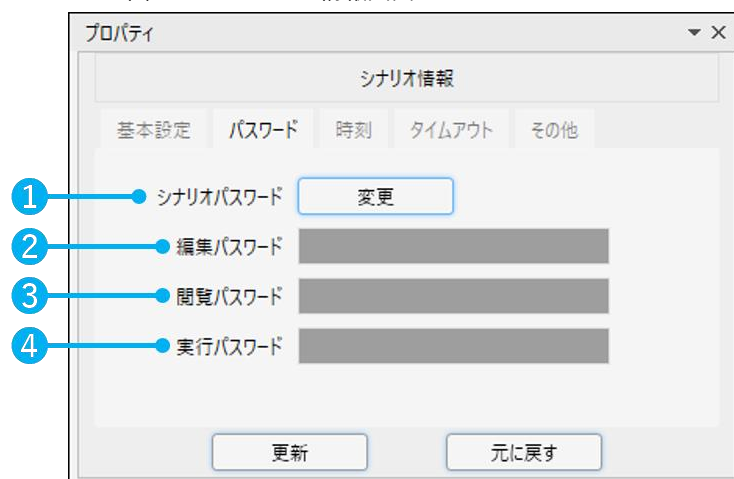 プロパティ
シナリオ情報
基本設定 パスワード 時刻 タイムアウト その他
1 シナリオパスワード 変更
2 編集パスワード
3 閲覧パスワード
4 実行パスワード
更新 元に戻す